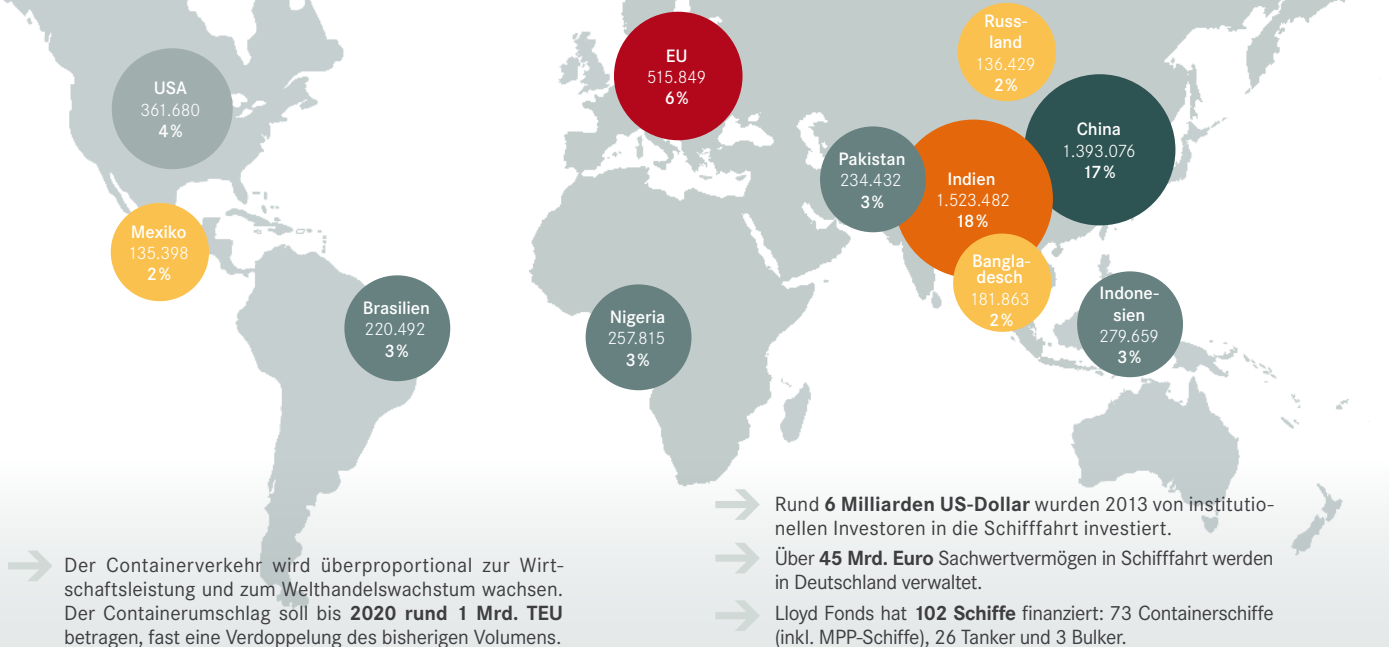 USA
361.680
4%
EU
515.849
6%
Russ-
land
136.429
2%
China
1.393.076
17%
Pakistan
234.432
3%
Indien
1.523.482
18%
Mexiko
135.398
2%
Bangla-
desch
181.863
2%
Brasilien
220.492
3%
Nigeria
257.815
3%
Indone-
sien
279.659
3%
Der Containerverkehr wird überproportional zur Wirt-
schaftsleistung und zum Welthandelswachstum wachsen.
Der Containerumschlag soll bis 2020 rund 1 Mrd. TEU
betragen, fast eine Verdoppelung des bisherigen Volumens.
Rund 6 Milliarden US-Dollar wurden 2013 von institutio-
nellen Investoren in die Schifffahrt investiert.
Über 45 Mrd. Euro Sachwertvermögen in Schifffahrt werden
in Deutschland verwaltet.
Lloyd Fonds hat 102 Schiffe finanziert: 73 Containerschiffe
(inkl. MPP-Schiffe), 26 Tanker und 3 Bulker.